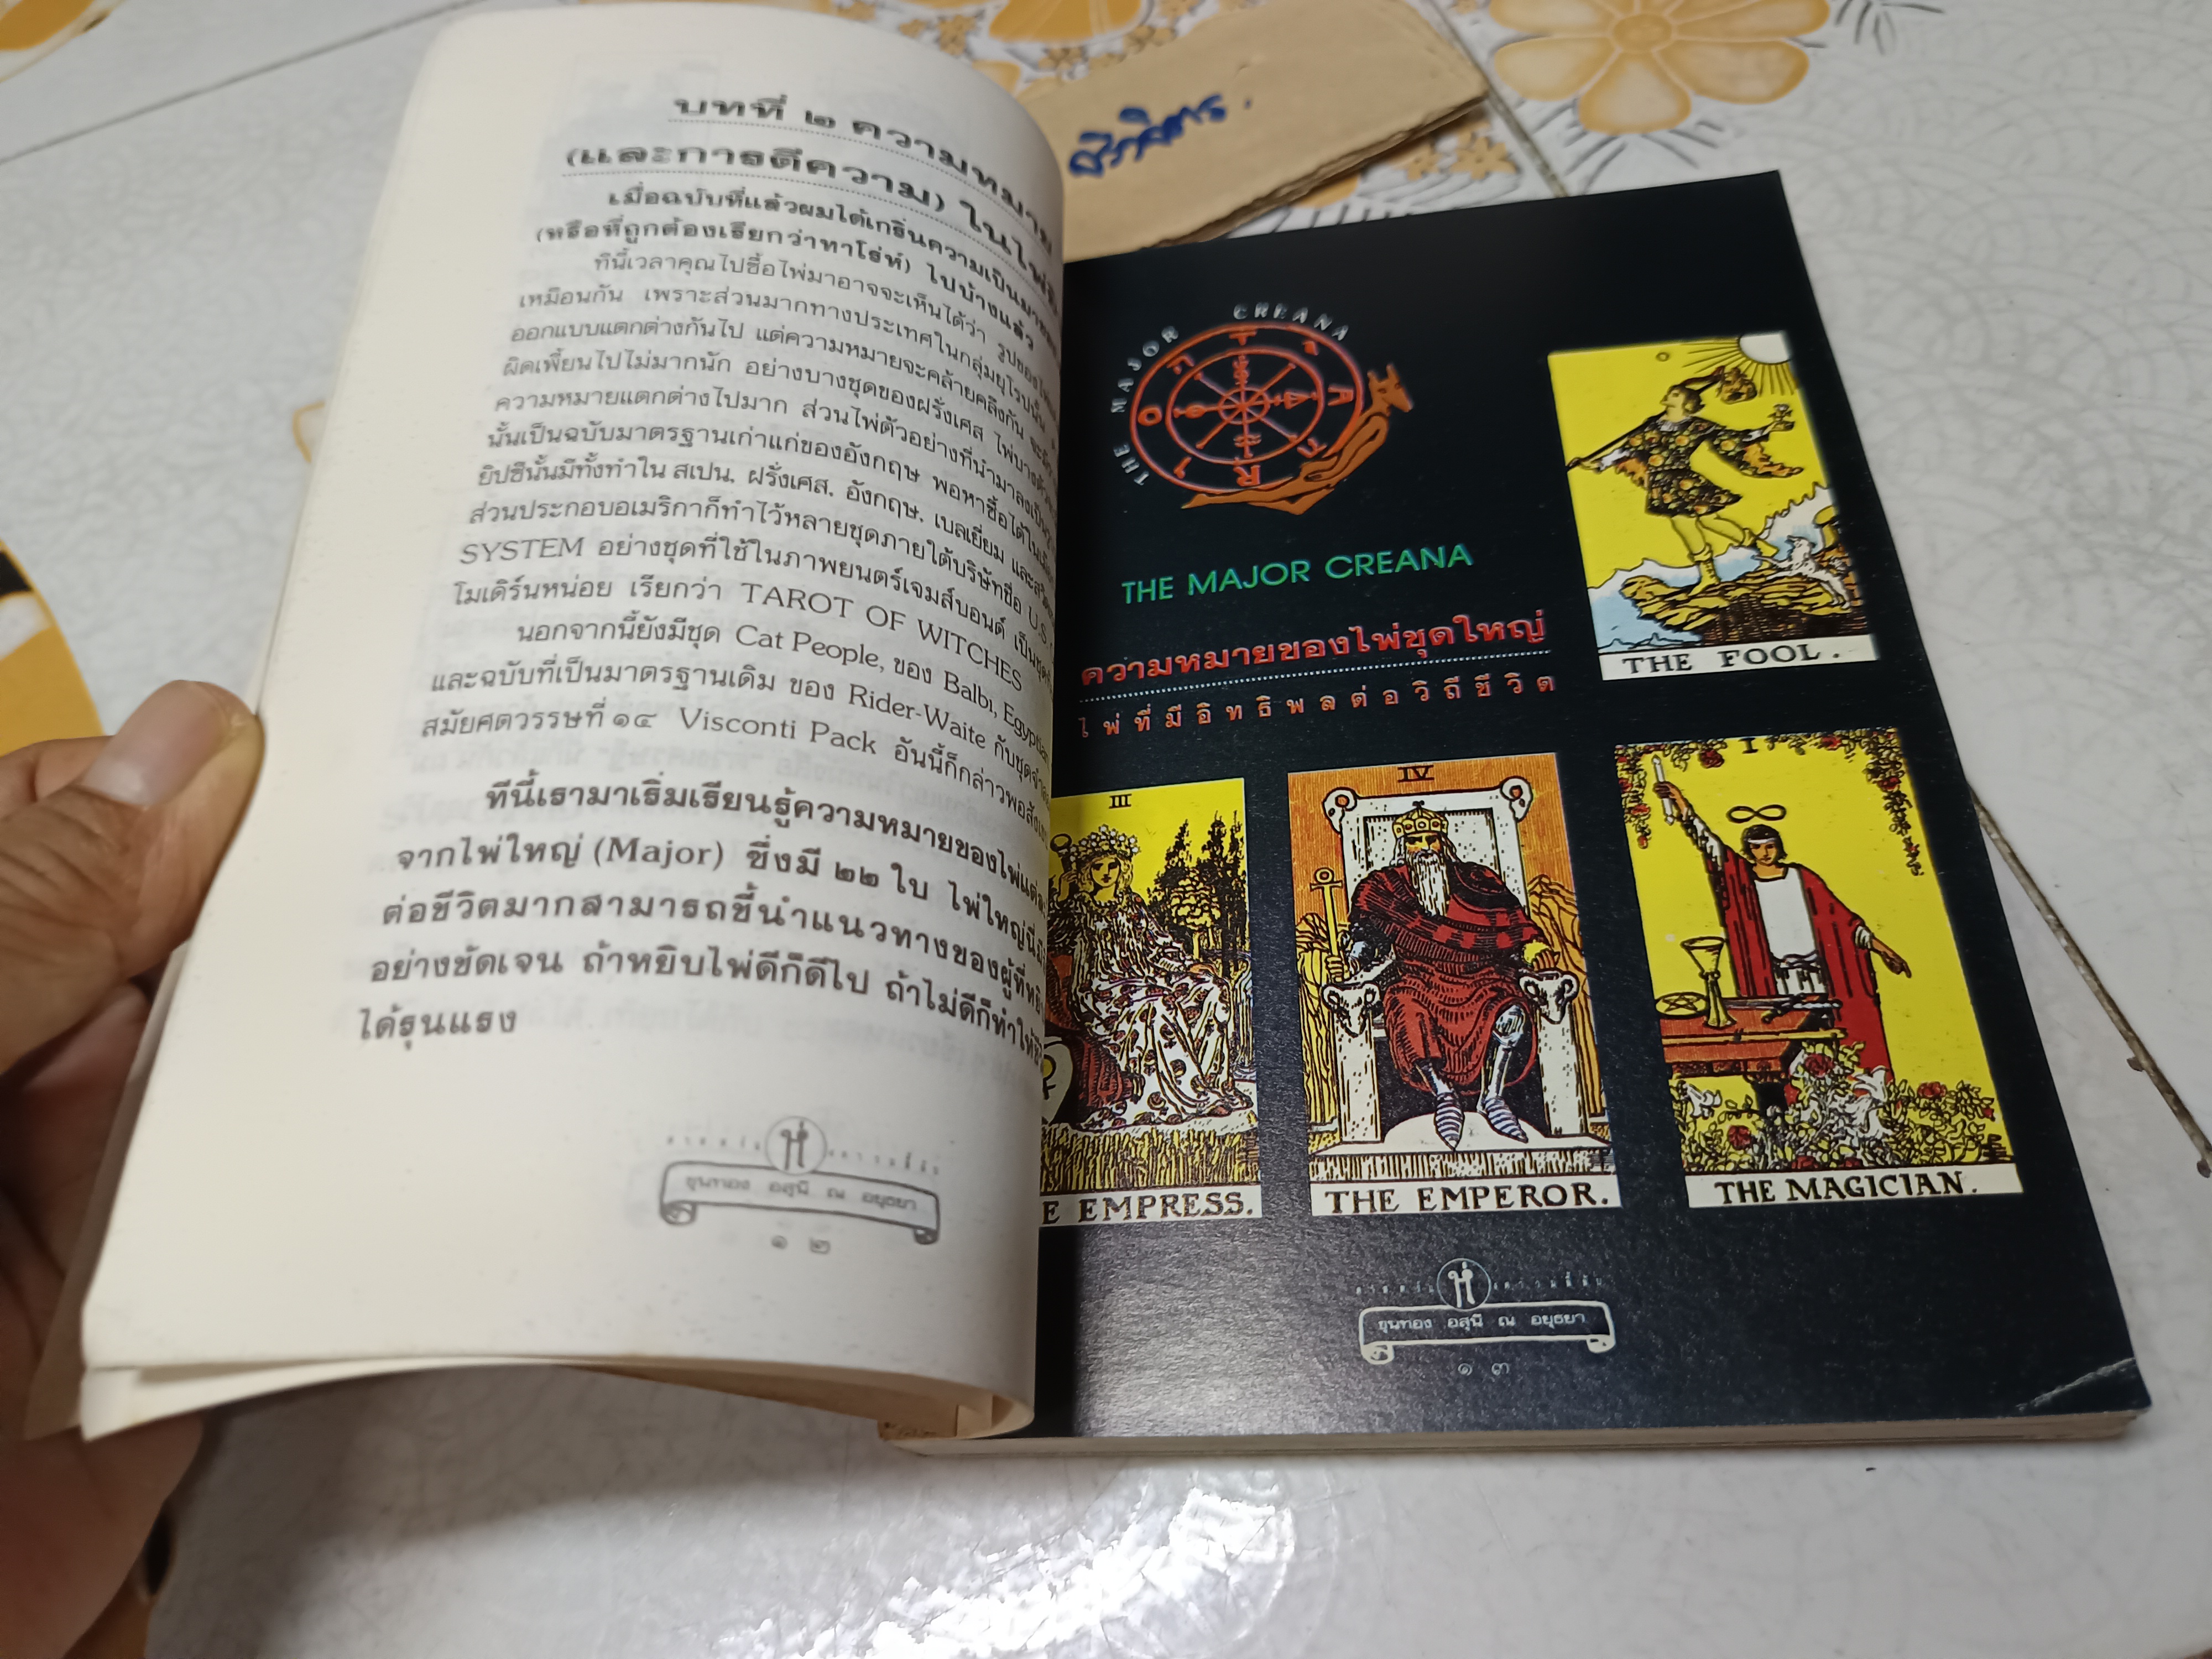 บทที่ ๒ ความหมาย
(และการตีความ) ในไพ่
เมื่อฉบับที่แล้วผมได้เกริ่นความเป็นมา
(หรือที่ถูกต้องเรียกว่าทาโร่ห์) ไปบ้างแล้ว
ทีนี้เวลาคุณไปซื้อไพ่มาอาจจะเห็นได้ว่า รูปของไพ่
เหมือนกัน เพราะส่วนมากทางประเทศในกลุ่มยุโรปนั้น
ออกแบบแตกต่างกันไป แต่ความหมายจะคล้ายคลึงกัน
ผิดเพี้ยนไปไม่มากนัก อย่างบางชุดของฝรั่งเศส ไพ่บางตัว
ความหมายแตกต่างไปมาก ส่วนไพ่ตัวอย่างที่นำมาลงเป็น
นั้นเป็นฉบับมาตรฐานเก่าแก่ของอังกฤษ พอหาซื้อได้ใน
ยิปซีนั้นมีทั้งทำใน สเปน, ฝรั่งเศส, อังกฤษ, เบลเยี่ยม และ
ส่วนประกอบอเมริกาก็ทำไว้หลายชุดภายใต้บริษัทชื่อ U.S.
SYSTEM อย่างชุดที่ใช้ในภาพยนตร์เจมส์บอนด์ เป็นชุดที่
โมเดิร์นหน่อย เรียกว่า TAROT OF WITCHES
นอกจากนี้ยังมีชุด Cat People, ของ Balbi, Egyptian
และฉบับที่เป็นมาตรฐานเดิม ของ Rider-Waite กับชุด
สมัยศตวรรษที่ ๑๔ Visconti Pack อันนี้ก็กล่าวพอสังเขป
ทีนี้เรามาเริ่มเรียนรู้ความหมายของไพ่แต่ละ
จากไพ่ใหญ่ (Major) ซึ่งมี ๒๒ ใบ ไพ่ใหญ่นี้
ต่อชีวิตมากสามารถชี้นำแนวทางของผู้ที่
อย่างชัดเจน ถ้าหยิบไพ่ดีก็ดีไป ถ้าไม่ดีก็ทำให้
ได้รุนแรง
ขุนทอง อสุนี ณ อยุธยา
๑๒
THE MAJOR CREANA
T A R O T A R O
THE MAJOR CREANA
ความหมายของไพ่ชุดใหญ่
ไพ่ที่มีอิทธิพลต่อวิถีชีวิต
THE FOOL.
III
E EMPRESS.
IV
THE EMPEROR.
I
THE MAGICIAN.
ขุนทอง อสุนี ณ อยุธยา
๑๓